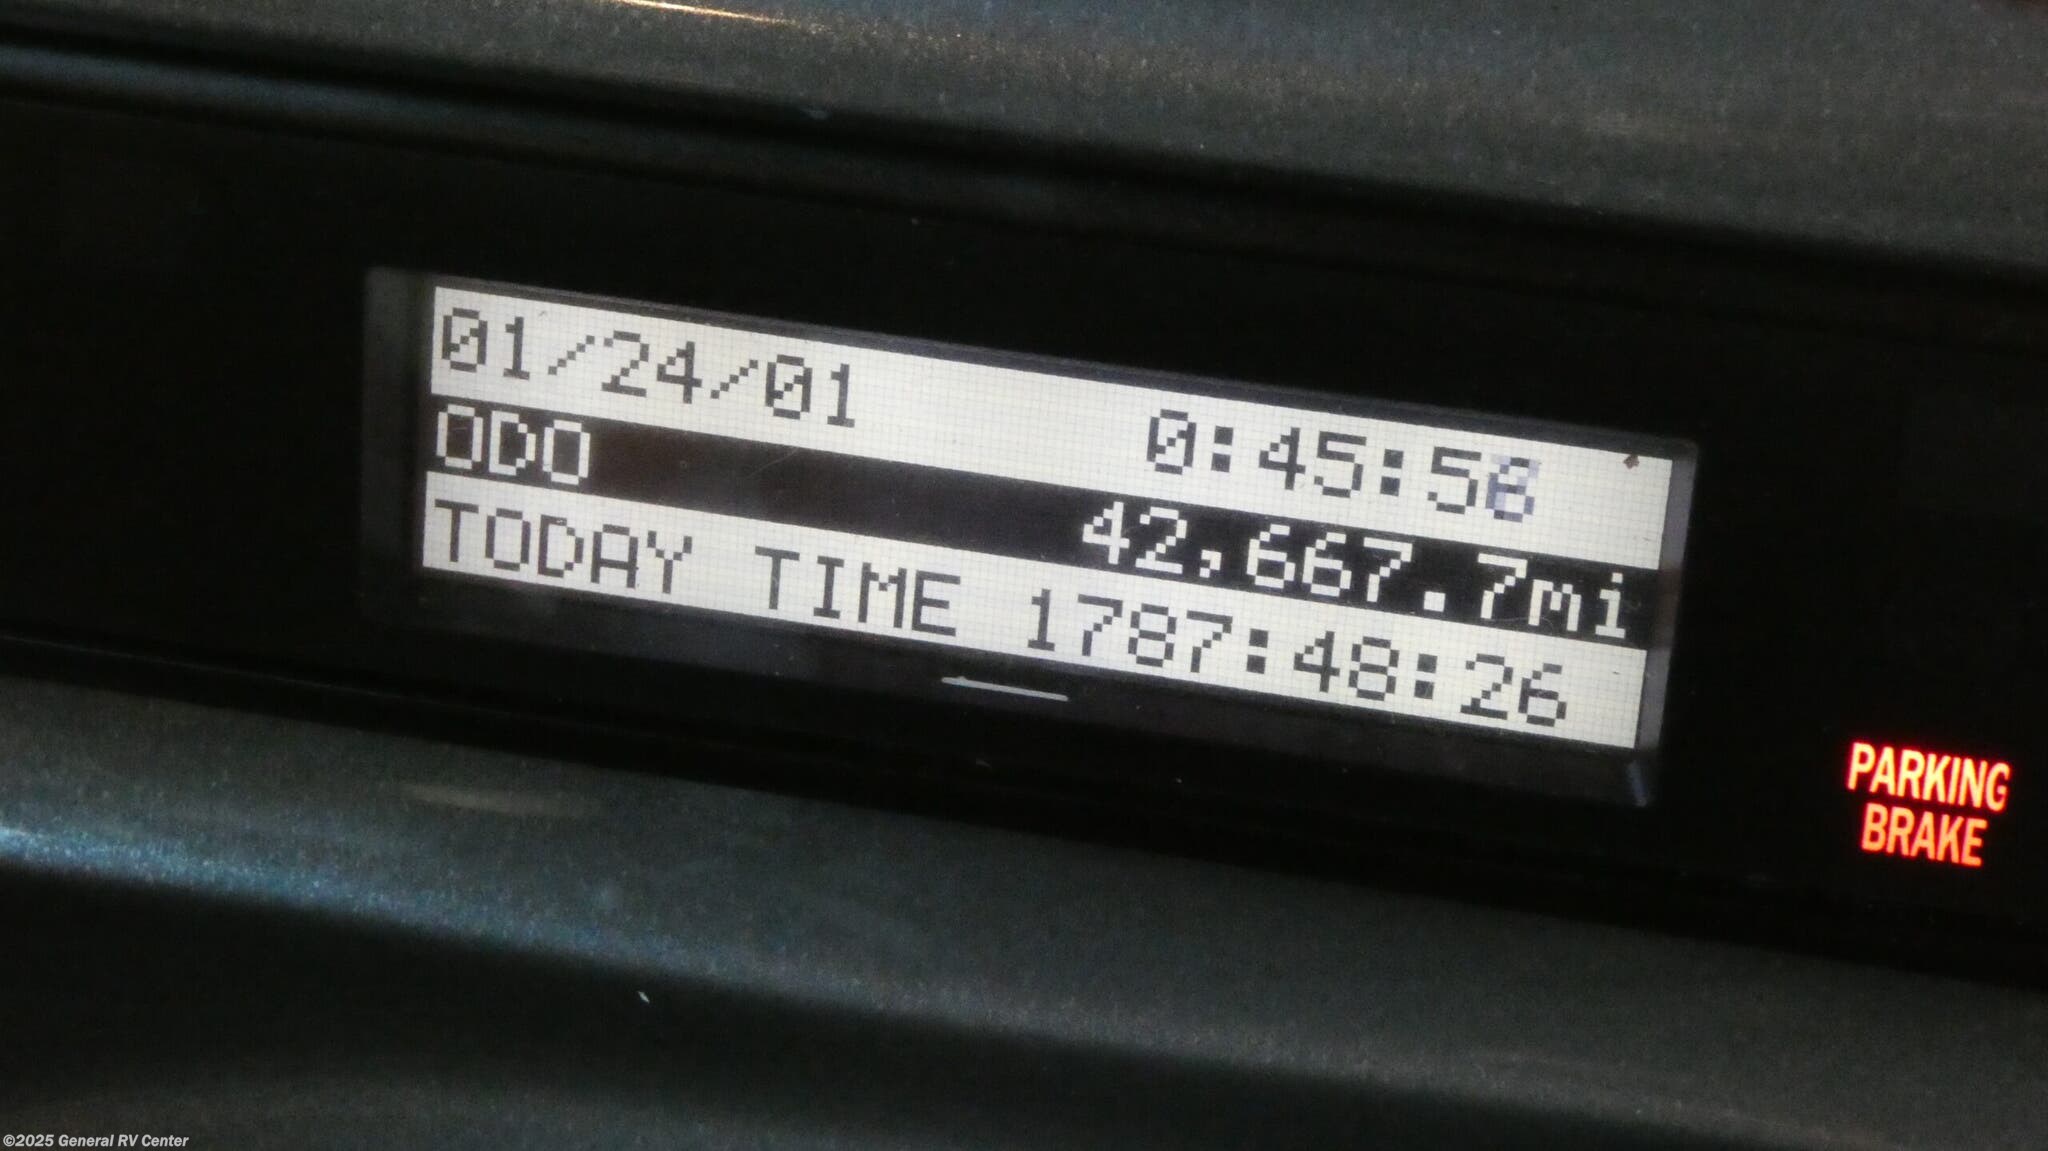 01/24/01 0:45:58
ODO 42,667.7mi
TODAY TIME 1787:48:26
PARKING
BRAKE
©2025 General RV Center